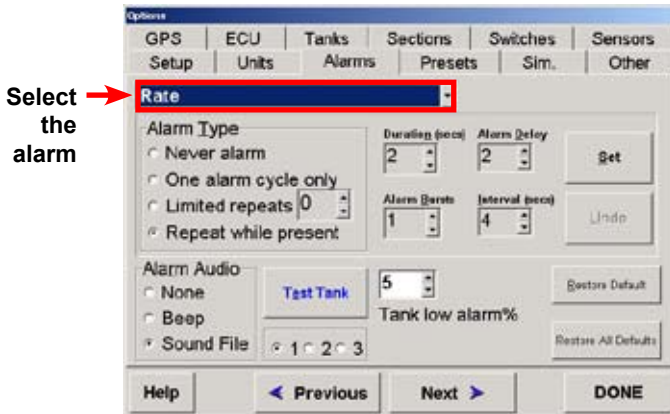 Options
GPS ECU Tanks Sections Switches Sensors
Setup Units Alarms Presets Sim. Other
Select
the
alarm
Rate
Alarm Type
Never alarm
One alarm cycle only
Limited repeats 0
Repeat while present
Duration (secs) Alarm Delay
2 2
Set
Alarm Bursts Interval (secs)
1 4
Undo
Alarm Audio
None
Beep
Sound File
Test Tank
1 2 3
5
Tank low alarm%
Restore Default
Restore All Defaults
Help Previous Next DONE